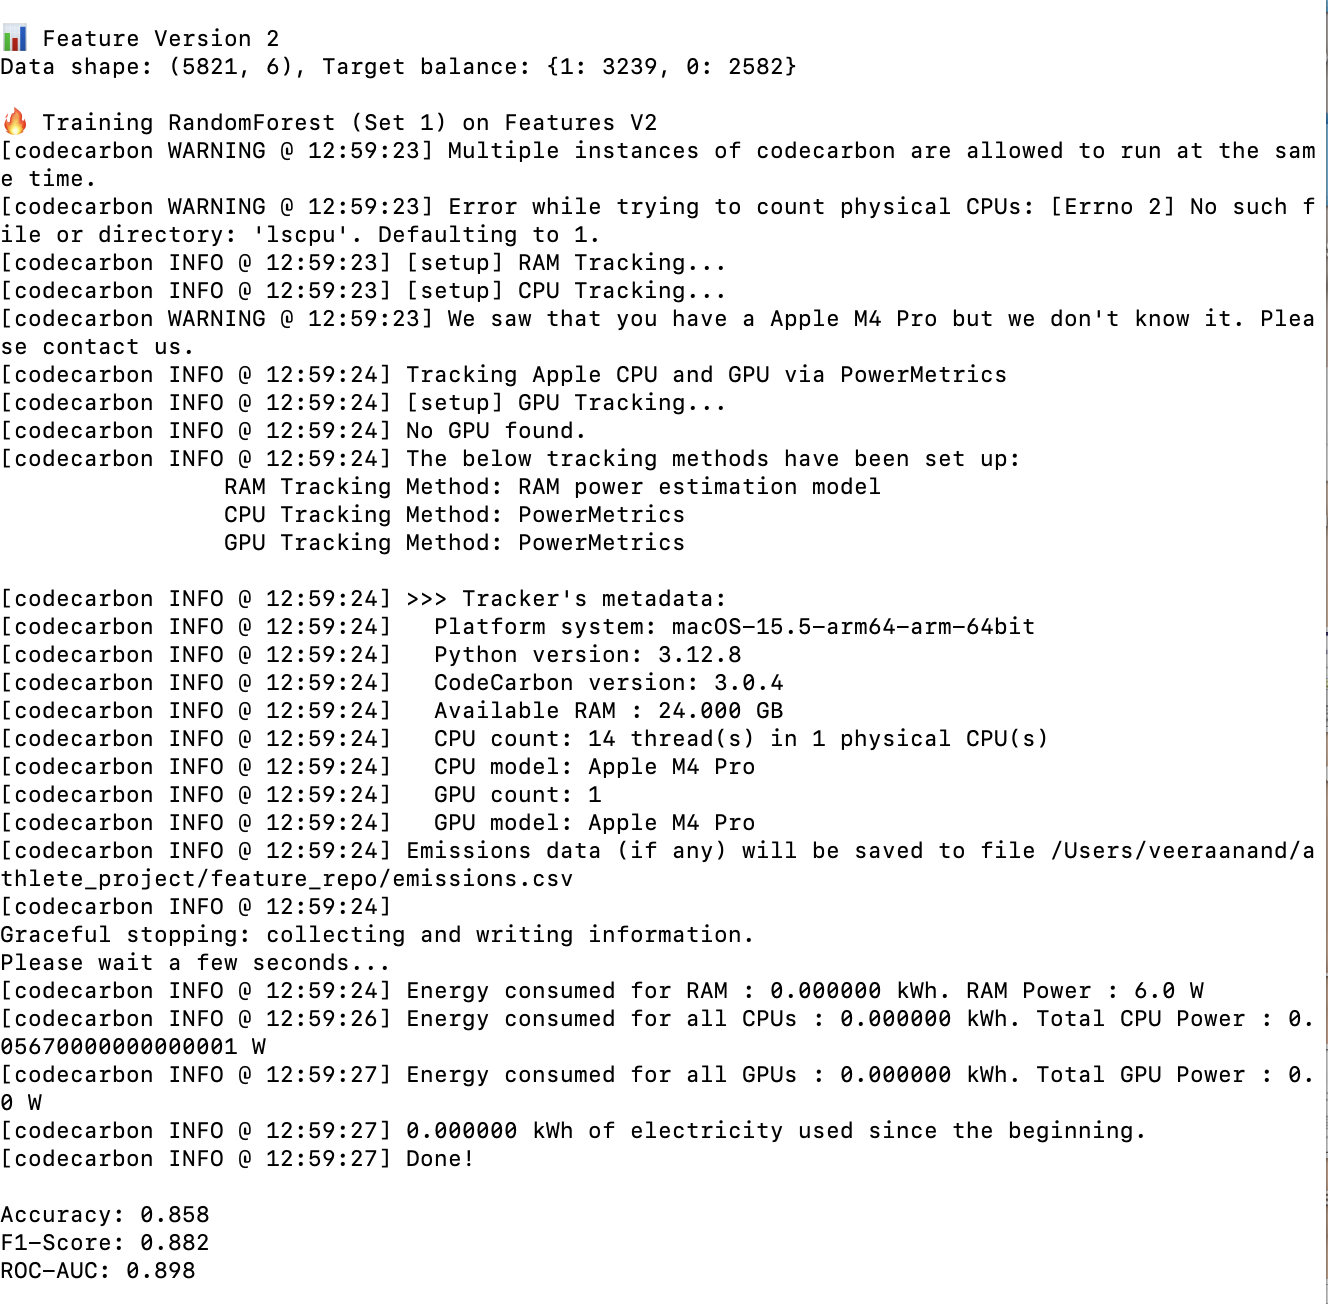 📊 Feature Version 2
Data shape: (5821, 6), Target balance: {1: 3239, 0: 2582}
🔥 Training RandomForest (Set 1) on Features V2
[codecarbon WARNING @ 12:59:23] Multiple instances of codecarbon are allowed to run at the sam
e time.
[codecarbon WARNING @ 12:59:23] Error while trying to count physical CPUs: [Errno 2] No such f
ile or directory: 'lscpu'. Defaulting to 1.
[codecarbon INFO @ 12:59:23] [setup] RAM Tracking...
[codecarbon INFO @ 12:59:23] [setup] CPU Tracking...
[codecarbon WARNING @ 12:59:23] We saw that you have a Apple M4 Pro but we don't know it. Plea
se contact us.
[codecarbon INFO @ 12:59:24] Tracking Apple CPU and GPU via PowerMetrics
[codecarbon INFO @ 12:59:24] [setup] GPU Tracking...
[codecarbon INFO @ 12:59:24] No GPU found.
[codecarbon INFO @ 12:59:24] The below tracking methods have been set up:
RAM Tracking Method: RAM power estimation model
CPU Tracking Method: PowerMetrics
GPU Tracking Method: PowerMetrics
[codecarbon INFO @ 12:59:24] >>> Tracker's metadata:
[codecarbon INFO @ 12:59:24]   Platform system: macOS-15.5-arm64-arm-64bit
[codecarbon INFO @ 12:59:24]   Python version: 3.12.8
[codecarbon INFO @ 12:59:24]   CodeCarbon version: 3.0.4
[codecarbon INFO @ 12:59:24]   Available RAM : 24.000 GB
[codecarbon INFO @ 12:59:24]   CPU count: 14 thread(s) in 1 physical CPU(s)
[codecarbon INFO @ 12:59:24]   CPU model: Apple M4 Pro
[codecarbon INFO @ 12:59:24]   GPU count: 1
[codecarbon INFO @ 12:59:24]   GPU model: Apple M4 Pro
[codecarbon INFO @ 12:59:24] Emissions data (if any) will be saved to file /Users/veeraanand/a
thlete_project/feature_repo/emissions.csv
[codecarbon INFO @ 12:59:24]
Graceful stopping: collecting and writing information.
Please wait a few seconds...
[codecarbon INFO @ 12:59:24] Energy consumed for RAM : 0.000000 kWh. RAM Power : 6.0 W
[codecarbon INFO @ 12:59:26] Energy consumed for all CPUs : 0.000000 kWh. Total CPU Power : 0.
05670000000000001 W
[codecarbon INFO @ 12:59:27] Energy consumed for all GPUs : 0.000000 kWh. Total GPU Power : 0.
0 W
[codecarbon INFO @ 12:59:27] 0.000000 kWh of electricity used since the beginning.
[codecarbon INFO @ 12:59:27] Done!
Accuracy: 0.858
F1-Score: 0.882
ROC-AUC: 0.898